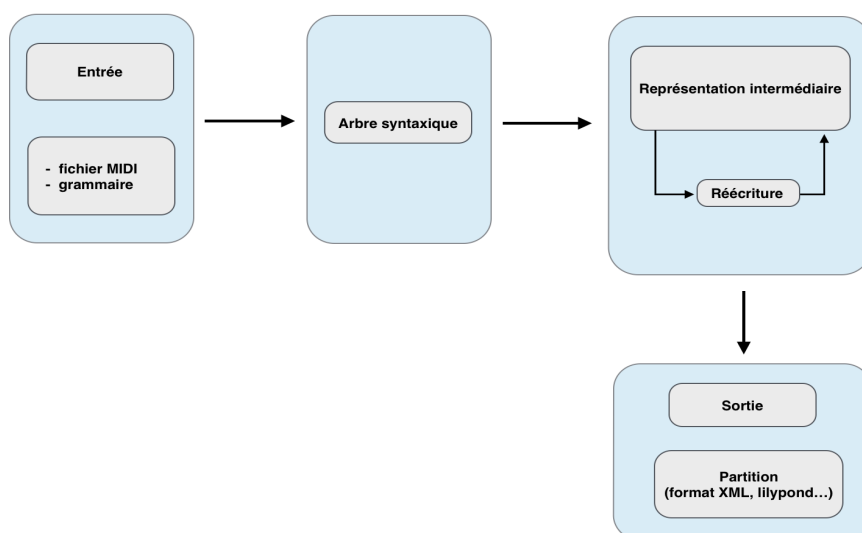 Entrée
- fichier MIDI
- grammaire
Arbre syntaxique
Représentation intermédiaire
Réécriture
Sortie
Partition
(format XML, lilypond…)